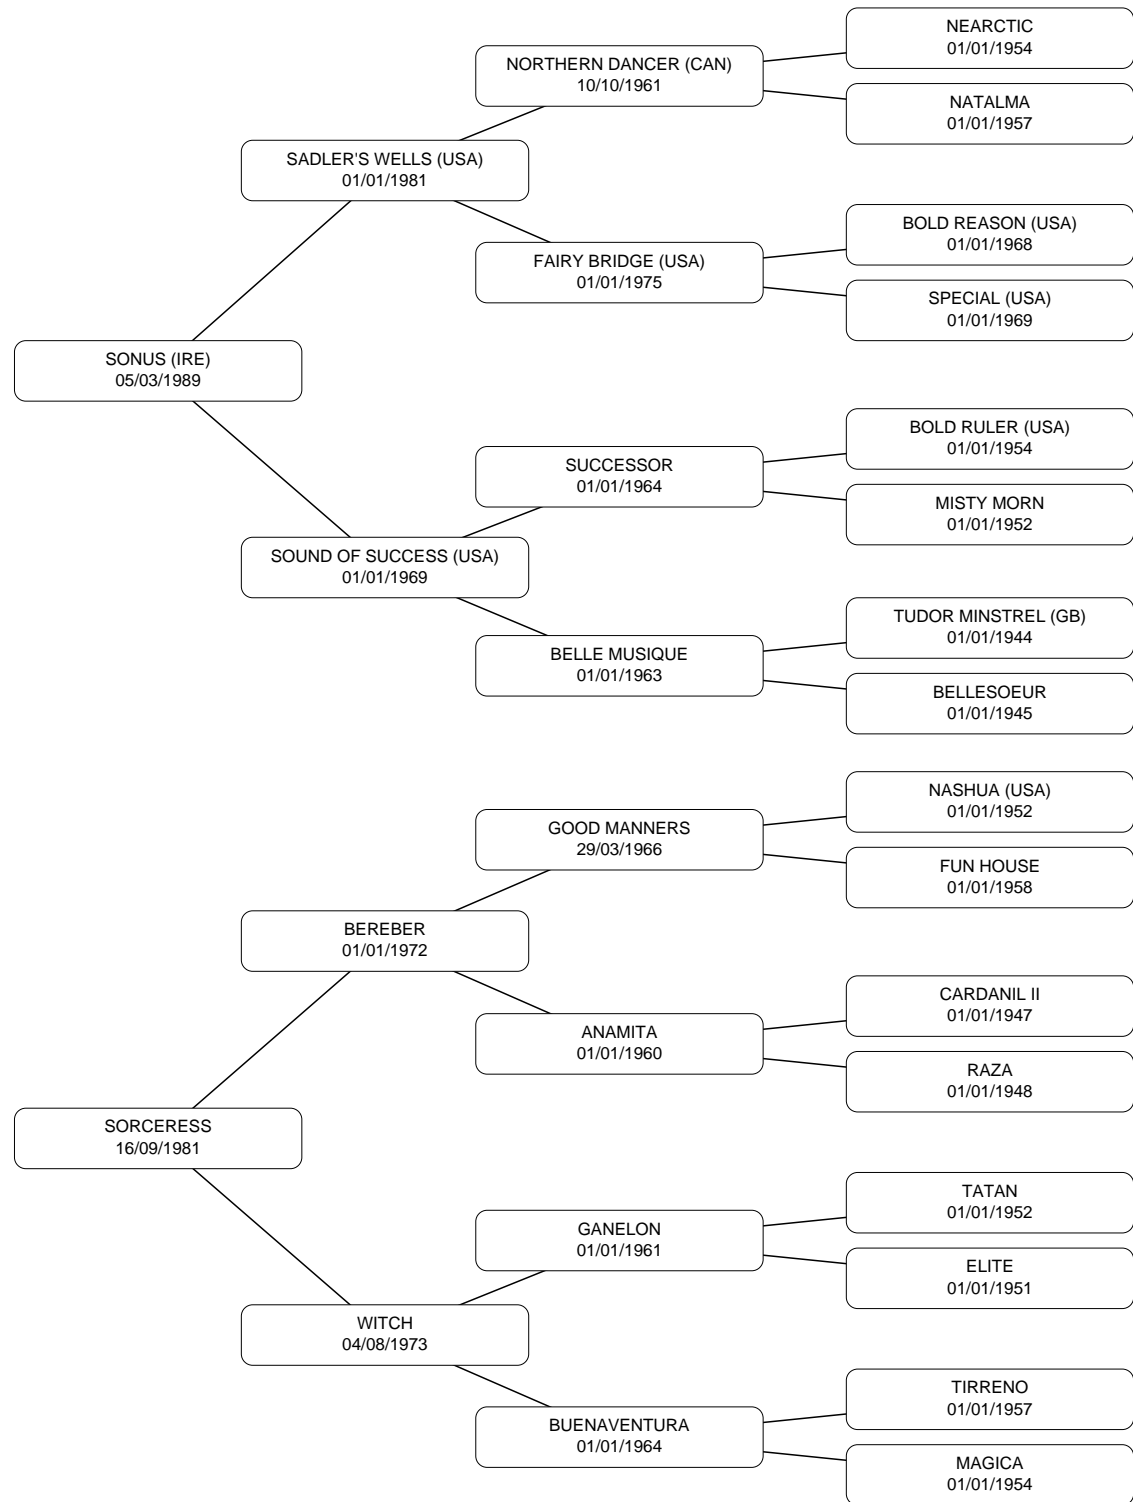 NEARCTIC
01/01/1954
NORTHERN DANCER (CAN)
10/10/1961
NATALMA
01/01/1957
SADLER'S WELLS (USA)
01/01/1981
BOLD REASON (USA)
01/01/1968
FAIRY BRIDGE (USA)
01/01/1975
SPECIAL (USA)
01/01/1969
SONUS (IRE)
05/03/1989
BOLD RULER (USA)
01/01/1954
SUCCESSOR
01/01/1964
MISTY MORN
01/01/1952
SOUND OF SUCCESS (USA)
01/01/1969
TUDOR MINSTREL (GB)
01/01/1944
BELLE MUSIQUE
01/01/1963
BELLESOEUR
01/01/1945
NASHUA (USA)
01/01/1952
GOOD MANNERS
29/03/1966
FUN HOUSE
01/01/1958
BEREBER
01/01/1972
CARDANIL II
01/01/1947
ANAMITA
01/01/1960
RAZA
01/01/1948
SORCERESS
16/09/1981
TATAN
01/01/1952
GANELON
01/01/1961
ELITE
01/01/1951
WITCH
04/08/1973
TIRRENO
01/01/1957
BUENAVENTURA
01/01/1964
MAGICA
01/01/1954